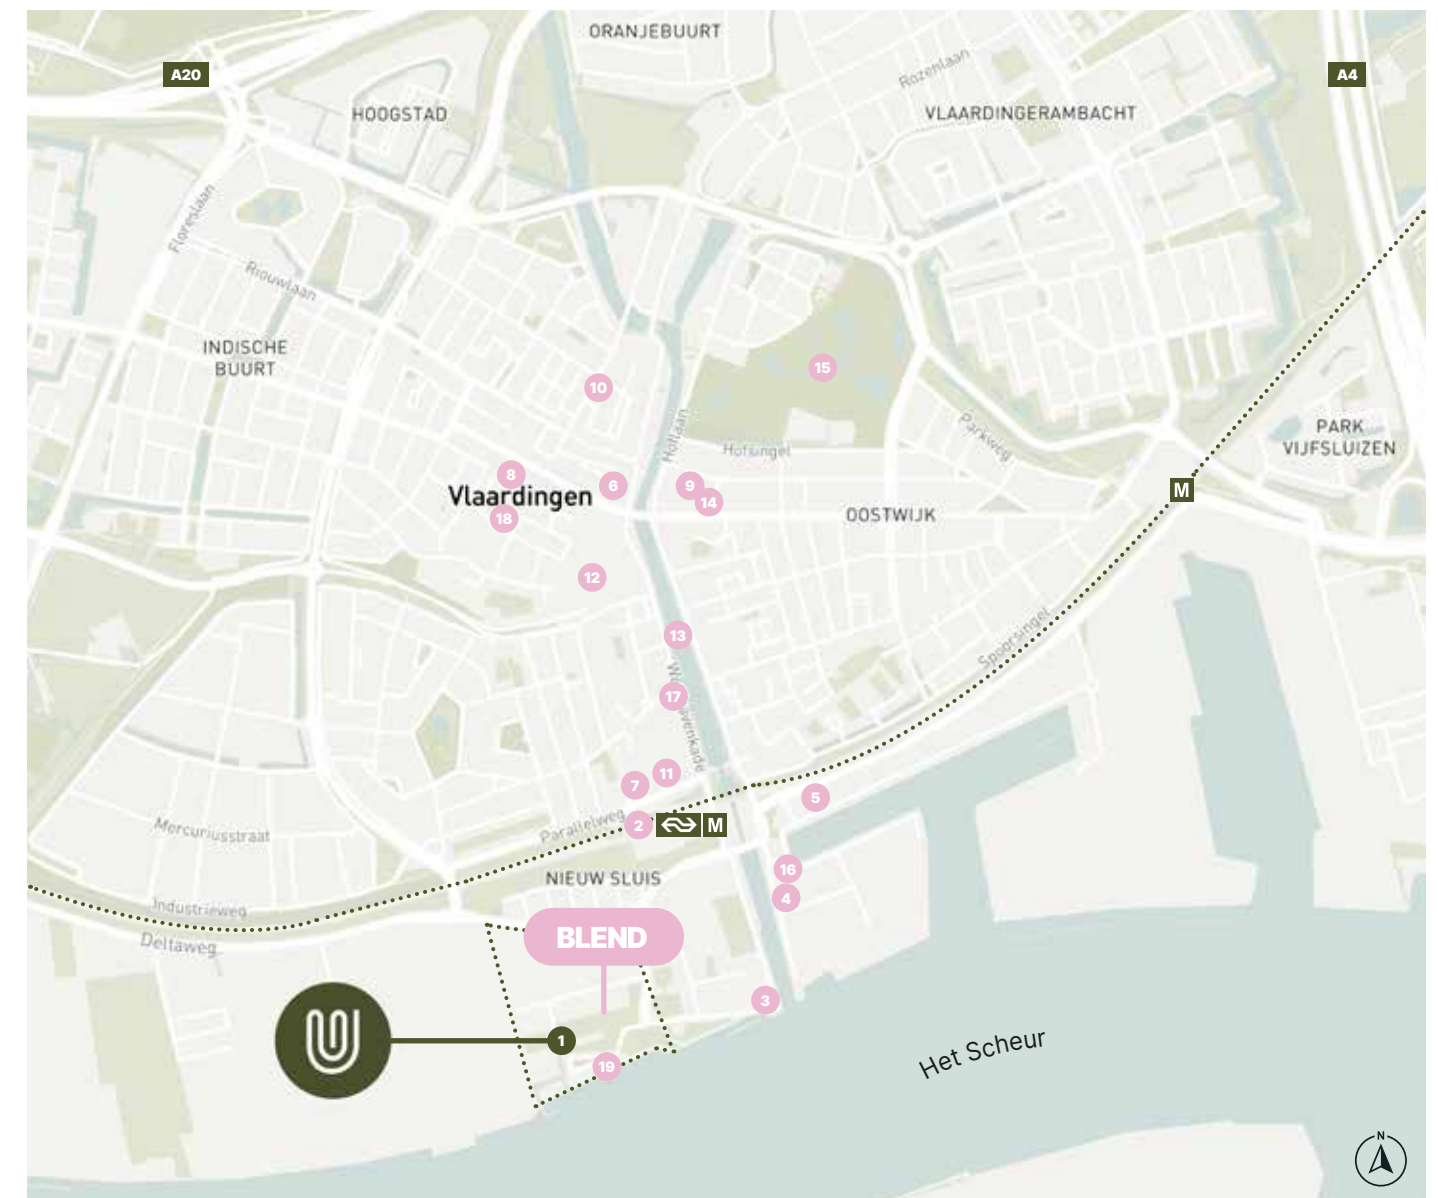 ORANJEBUURT
Rozenlaan
A20
A4
HOOGSTAD
VLAARDINGERAMBACHT
Floreslaan
Riouwlaan
INDISCHE
BUURT
15
10
Hoflaan
Hofsingel
Parkweg
PARK
VIJFSLUIZEN
8
6
9
14
M
Vlaardingen
18
OOSTWIJK
12
13
Spoorsingel
17
11
7
5
Parallelweg
2
M
Mercuriusstraat
16
NIEUW SLUIS
4
Industrieweg
Deltaweg
BLEND
3
1
19
Het Scheur
N